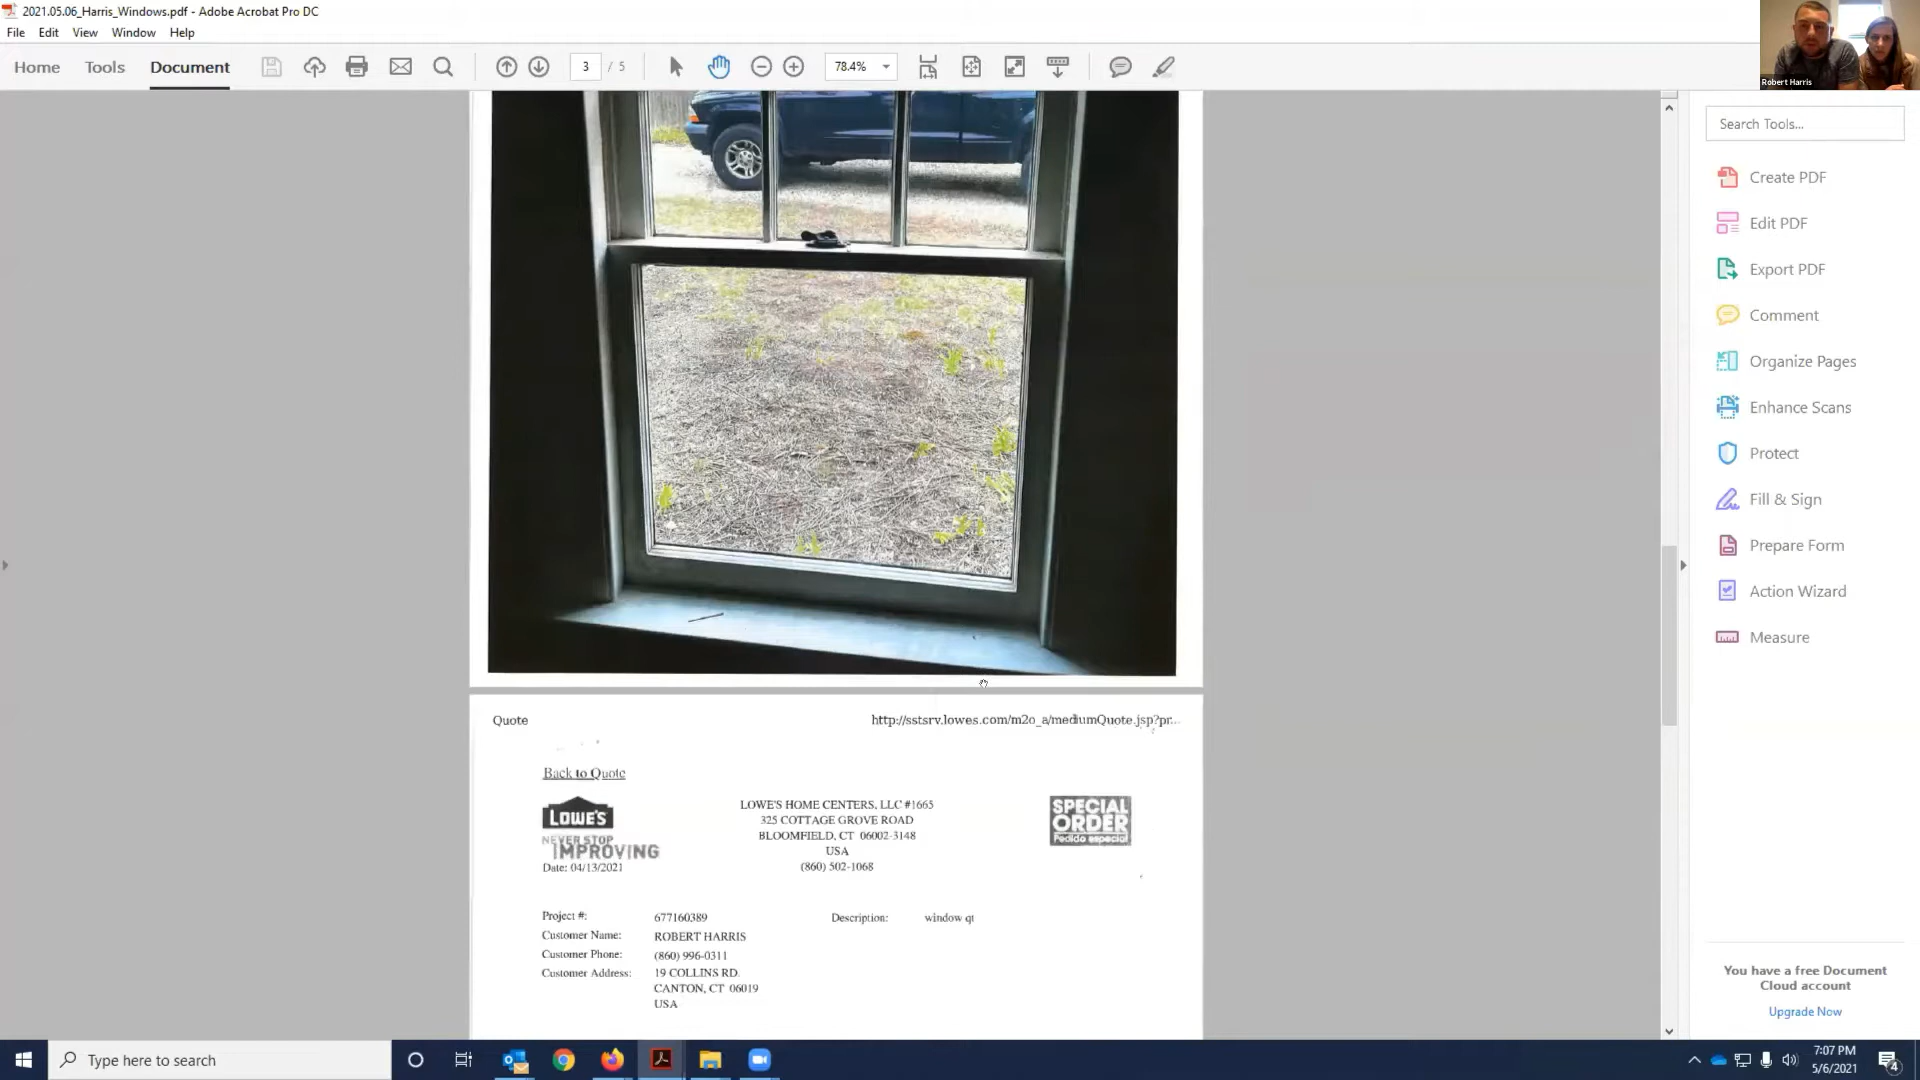 2021.05.06_Harris_Windows.pdf - Adobe Acrobat Pro DC
File Edit View Window Help
Home Tools Document 3 / 5 78.4%
Robert Harris
Search Tools...
Create PDF
Edit PDF
Export PDF
Comment
Organize Pages
Enhance Scans
Protect
Fill & Sign
Prepare Form
Action Wizard
Measure
You have a free Document
Cloud account
Upgrade Now
Quote http://sstsrv.lowes.com/m2o_a/mediumQuote.jsp?pr...
Back to Quote
LOWE'S
NEVER STOP
IMPROVING
Date: 04/13/2021
LOWE'S HOME CENTERS, LLC #1665
325 COTTAGE GROVE ROAD
BLOOMFIELD, CT 06002-3148
USA
(860) 502-1068
SPECIAL
ORDER
Pedido especial
Project #: 677160389 Description: window qt
Customer Name: ROBERT HARRIS
Customer Phone: (860) 996-0311
Customer Address: 19 COLLINS RD.
CANTON, CT 06019
USA
Type here to search
7:07 PM
5/6/2021
4